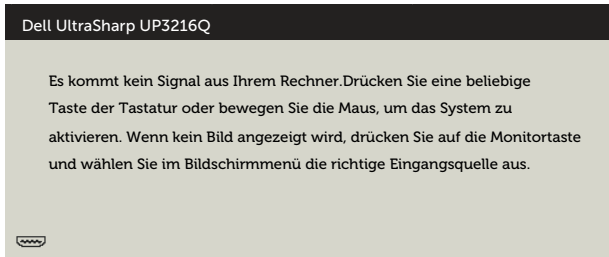 Dell UltraSharp UP3216Q
Es kommt kein Signal aus Ihrem Rechner.Drücken Sie eine beliebige
Taste der Tastatur oder bewegen Sie die Maus, um das System zu
aktivieren. Wenn kein Bild angezeigt wird, drücken Sie auf die Monitortaste
und wählen Sie im Bildschirmmenü die richtige Eingangsquelle aus.